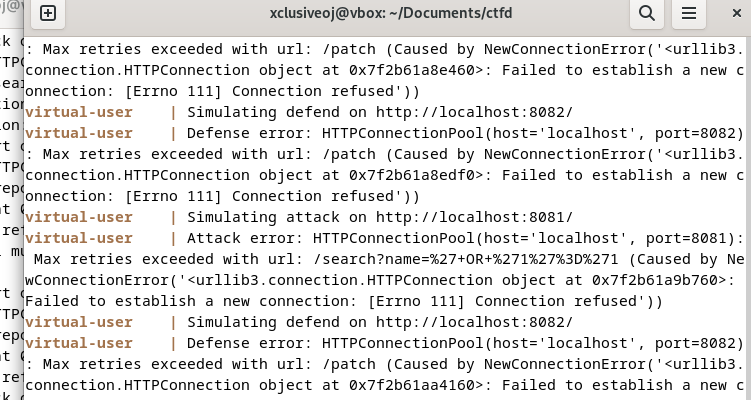 xclusiveoj@vbox: ~/Documents/ctfd
: Max retries exceeded with url: /patch (Caused by NewConnectionError('<urllib3.
connection.HTTPConnection object at 0x7f2b61a8e460>: Failed to establish a new c
onnection: [Errno 111] Connection refused'))
virtual-user    | Simulating defend on http://localhost:8082/
virtual-user    | Defense error: HTTPConnectionPool(host='localhost', port=8082)
: Max retries exceeded with url: /patch (Caused by NewConnectionError('<urllib3.
connection.HTTPConnection object at 0x7f2b61a8edf0>: Failed to establish a new c
onnection: [Errno 111] Connection refused'))
virtual-user    | Simulating attack on http://localhost:8081/
virtual-user    | Attack error: HTTPConnectionPool(host='localhost', port=8081):
 Max retries exceeded with url: /search?name=%27+OR+%271%27%3D%271 (Caused by Ne
wConnectionError('<urllib3.connection.HTTPConnection object at 0x7f2b61a9b760>:
Failed to establish a new connection: [Errno 111] Connection refused'))
virtual-user    | Simulating defend on http://localhost:8082/
virtual-user    | Defense error: HTTPConnectionPool(host='localhost', port=8082)
: Max retries exceeded with url: /patch (Caused by NewConnectionError('<urllib3.
connection.HTTPConnection object at 0x7f2b61aa4160>: Failed to establish a new c